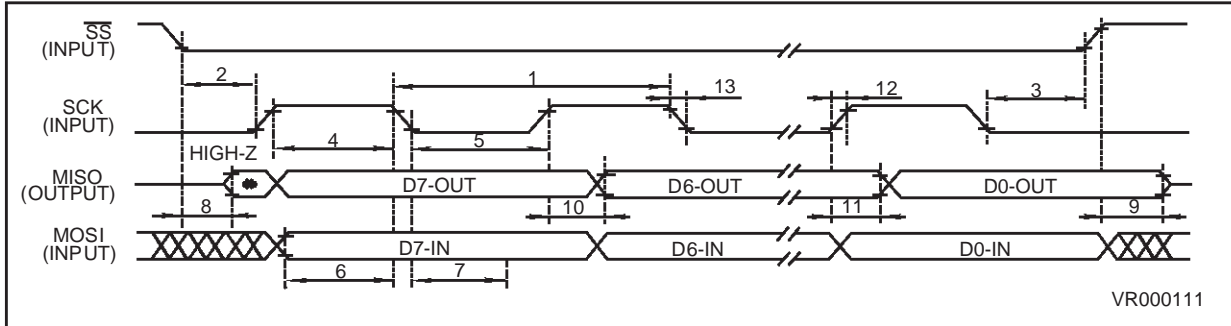 SS
(INPUT)
2
1
13
12
3
SCK
(INPUT)
4
5
HIGH-Z
MISO
(OUTPUT)
D7-OUT
D6-OUT
D0-OUT
8
10
11
9
MOSI
(INPUT)
D7-IN
D6-IN
D0-IN
6
7
VR000111